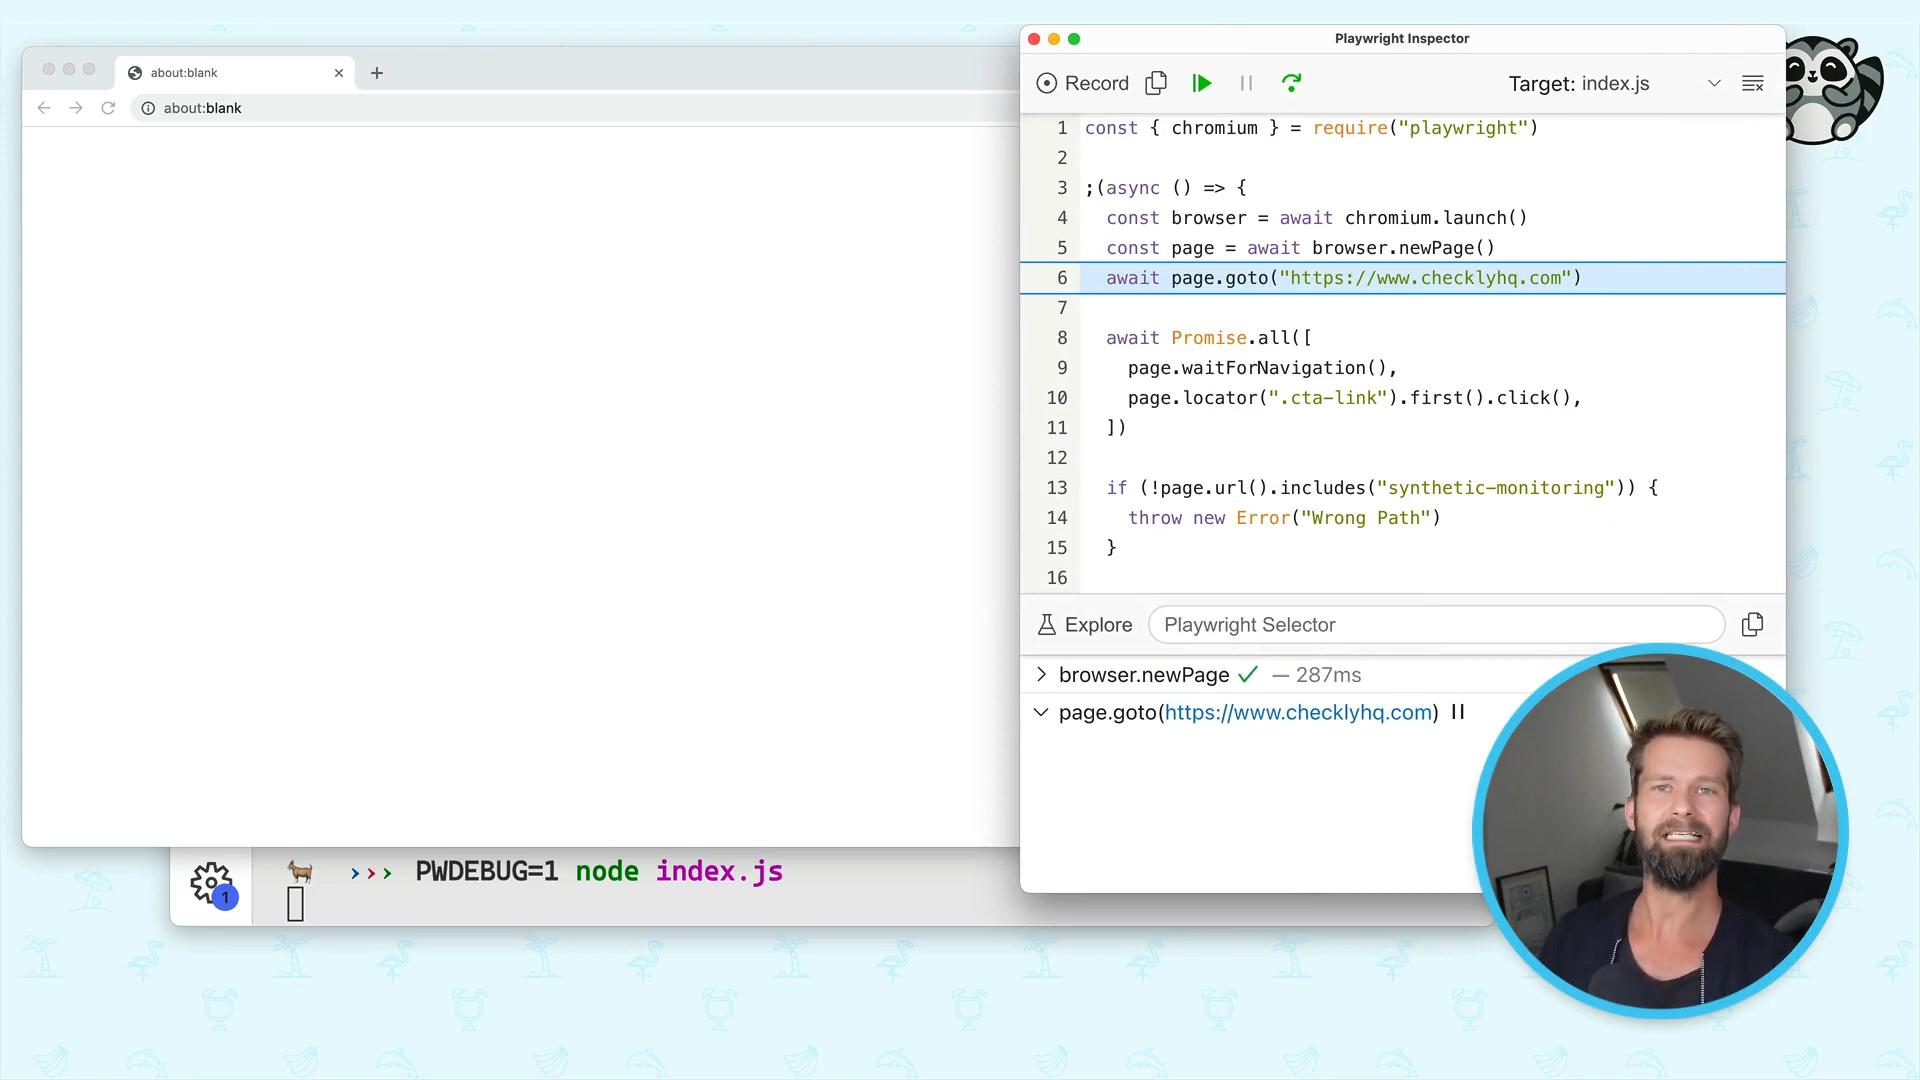 about:blank
about:blank
Playwright Inspector
Record
Target: index.js
1 const { chromium } = require("playwright")
2
3 ;(async () => {
4 const browser = await chromium.launch()
5 const page = await browser.newPage()
6 await page.goto("https://www.checklyhq.com")
7
8 await Promise.all([
9 page.waitForNavigation(),
10 page.locator(".cta-link").first().click(),
11 ])
12
13 if (!page.url().includes("synthetic-monitoring")) {
14 throw new Error("Wrong Path")
15 }
16
Explore Playwright Selector
browser.newPage ✓ — 287ms
page.goto(https://www.checklyhq.com)
1
››› PWDEBUG=1 node index.js